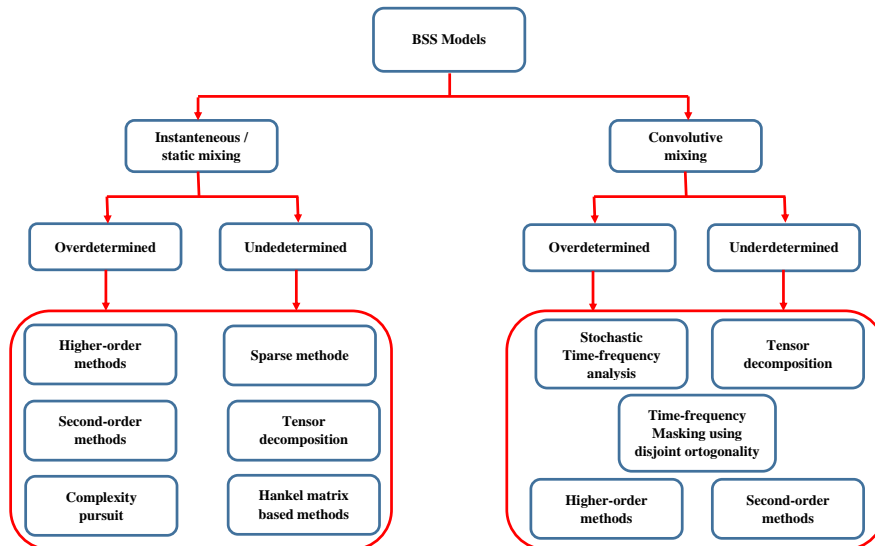 BSS Models
Instanteneous /
static mixing
Convolutive
mixing
Overdetermined
Undedetermined
Overdetermined
Underdetermined
Higher-order
methods
Sparse methode
Second-order
methods
Tensor
decomposition
Complexity
pursuit
Hankel matrix
based methods
Stochastic
Time-frequency
analysis
Tensor
decomposition
Time-frequency
Masking using
disjoint ortogonality
Higher-order
methods
Second-order
methods